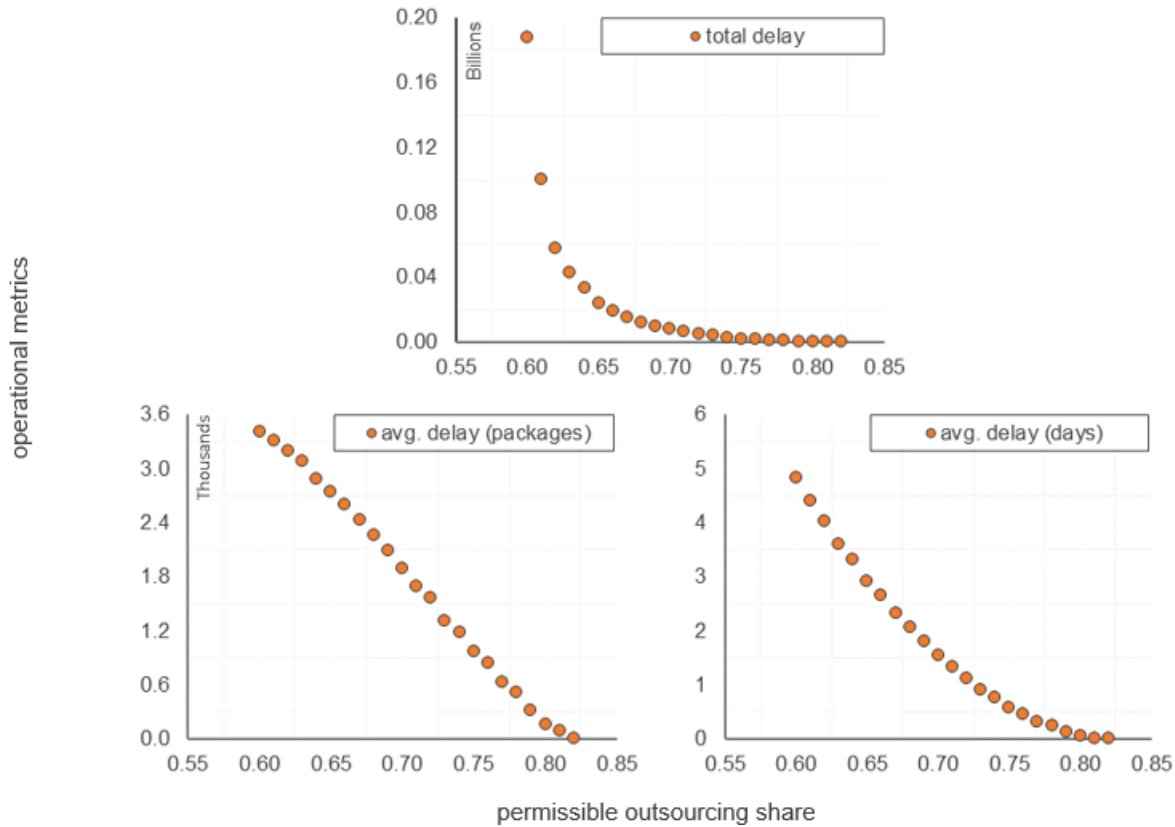 0.20
total delay
Billions
0.16
0.12
0.08
0.04
0.00
0.55 0.60 0.65 0.70 0.75 0.80 0.85
operational metrics
3.6
avg. delay (packages)
Thousands
3.0
2.4
1.8
1.2
0.6
0.0
0.55 0.60 0.65 0.70 0.75 0.80 0.85
6
avg. delay (days)
5
4
3
2
1
0
0.55 0.60 0.65 0.70 0.75 0.80 0.85
permissible outsourcing share